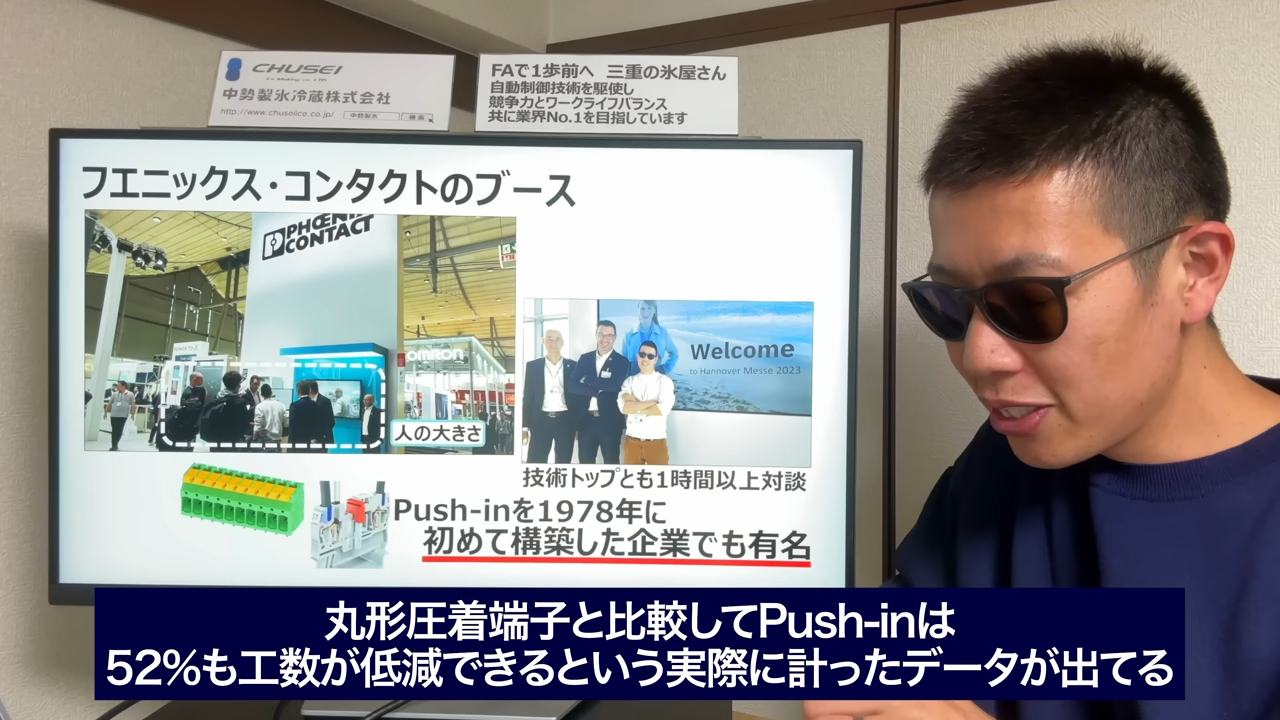 CHUSEI
中勢製氷冷蔵株式会社
http://www.chuseiice.co.jp/
中勢製氷
検索
FAで1歩前へ 三重の氷屋さん
自動制御技術を駆使し
競争力とワークライフバランス
共に業界No.1を目指しています
フエニックス・コンタクトのブース
PHŒNIX
CONTACT
OMRON
人の大きさ
Welcome
to Hannover Messe 2023
技術トップとも1時間以上対談
Push-inを1978年に
初めて構築した企業でも有名
丸形圧着端子と比較してPush-inは
52%も工数が低減できるという実際に計ったデータが出てる